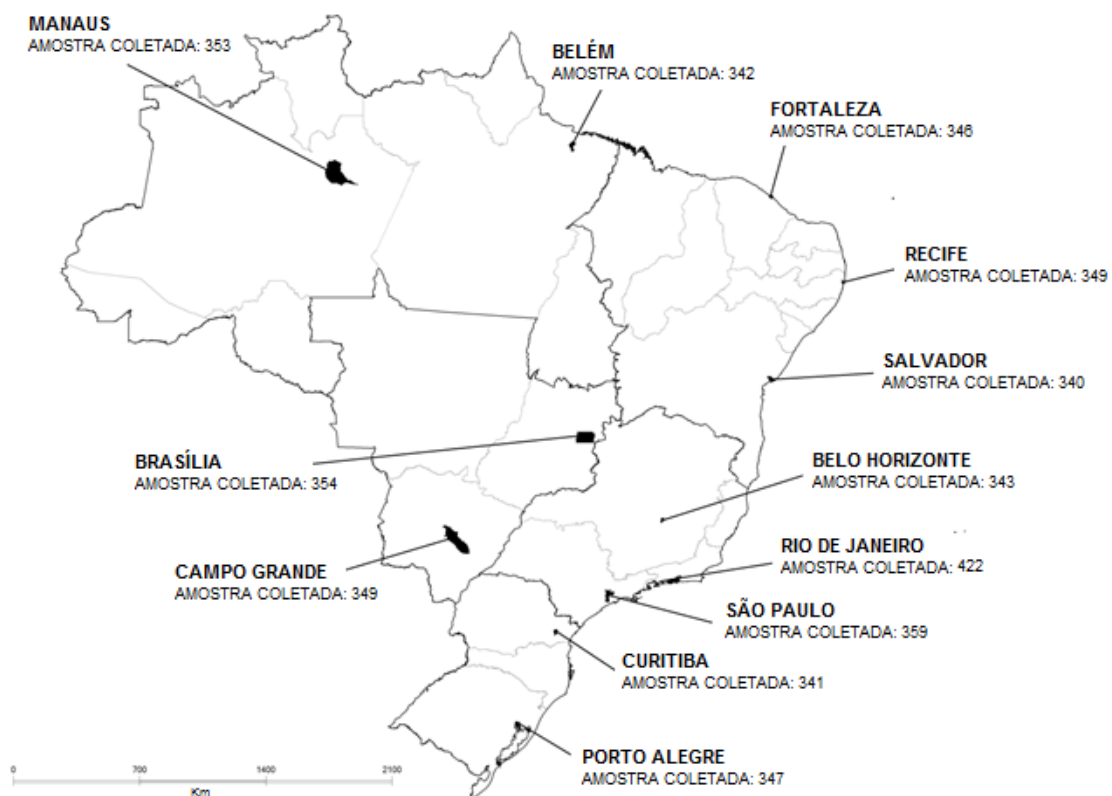 MANAUS
AMOSTRA COLETADA: 353
BELÉM
AMOSTRA COLETADA: 342
FORTALEZA
AMOSTRA COLETADA: 346
RECIFE
AMOSTRA COLETADA: 349
SALVADOR
AMOSTRA COLETADA: 340
BRASÍLIA
AMOSTRA COLETADA: 354
BELO HORIZONTE
AMOSTRA COLETADA: 343
RIO DE JANEIRO
AMOSTRA COLETADA: 422
CAMPO GRANDE
AMOSTRA COLETADA: 349
SÃO PAULO
AMOSTRA COLETADA: 359
CURITIBA
AMOSTRA COLETADA: 341
PORTO ALEGRE
AMOSTRA COLETADA: 347
0 700 1400 2100
Km